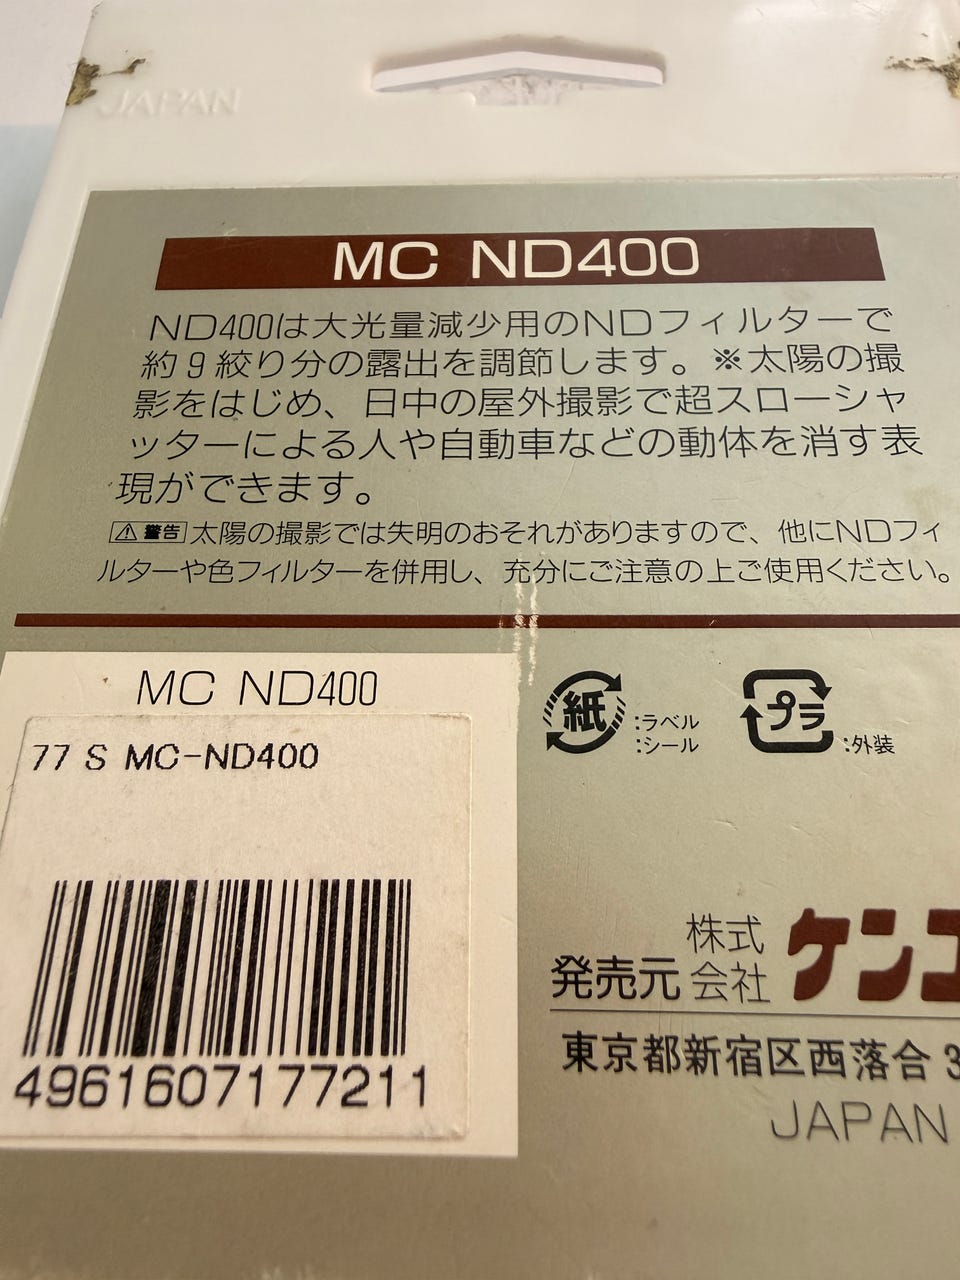 JAPAN
MC ND400
ND400は大光量減少用のNDフィルターで
約9絞り分の露出を調節します。※太陽の撮
影をはじめ、日中の屋外撮影で超スローシャ
ッターによる人や自動車などの動体を消す表
現ができます。
⚠警告 太陽の撮影では失明のおそれがありますので、他にNDフィ
ルターや色フィルターを併用し、充分にご注意の上ご使用ください。
MC ND400
77 S MC-ND400
4961607177211
紙 :ラベル
:シール
プラ :外装
発売元 株式会社 ケンコ
東京都新宿区西落合 3
JAPAN